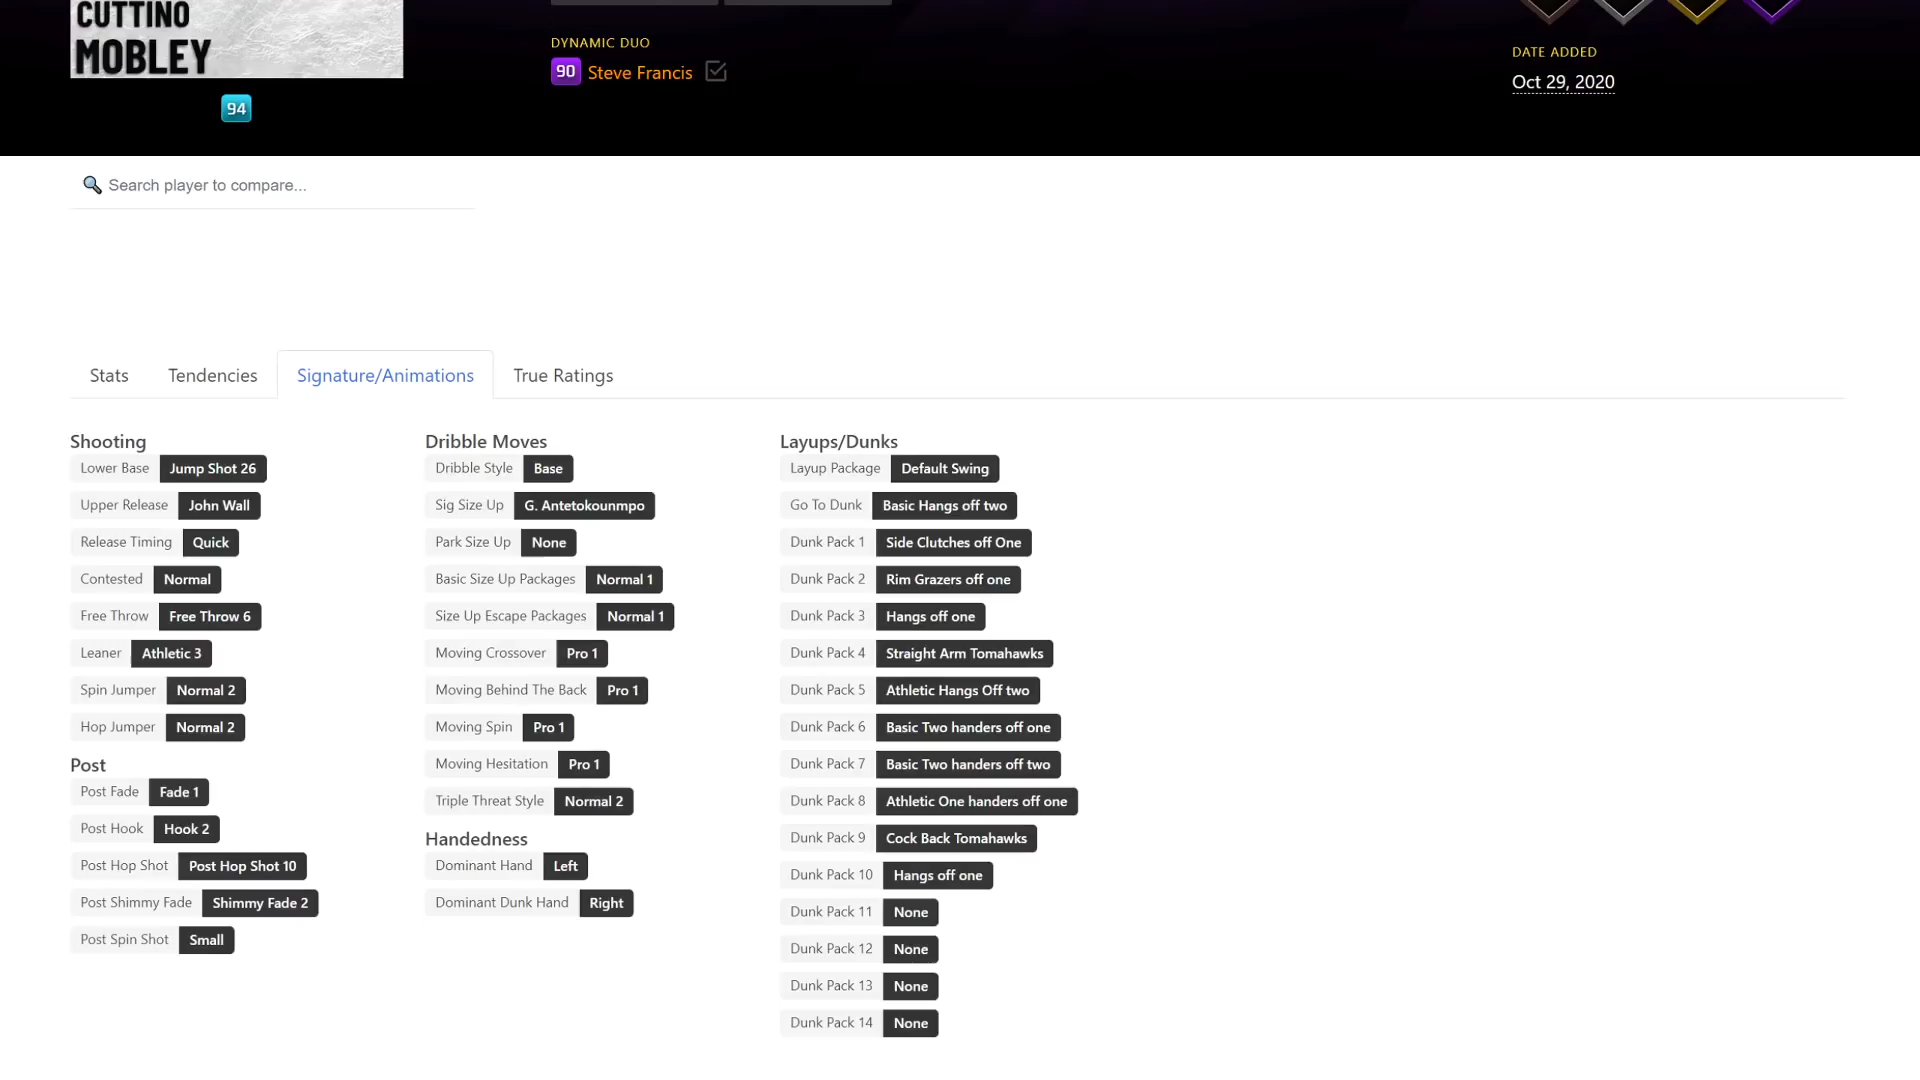 CUTTINO
MOBLEY
94
DYNAMIC DUO
90 Steve Francis
DATE ADDED
Oct 29, 2020
Search player to compare...
Stats Tendencies Signature/Animations True Ratings
Shooting
Lower Base Jump Shot 26
Upper Release John Wall
Release Timing Quick
Contested Normal
Free Throw Free Throw 6
Leaner Athletic 3
Spin Jumper Normal 2
Hop Jumper Normal 2
Post
Post Fade Fade 1
Post Hook Hook 2
Post Hop Shot Post Hop Shot 10
Post Shimmy Fade Shimmy Fade 2
Post Spin Shot Small
Dribble Moves
Dribble Style Base
Sig Size Up G. Antetokounmpo
Park Size Up None
Basic Size Up Packages Normal 1
Size Up Escape Packages Normal 1
Moving Crossover Pro 1
Moving Behind The Back Pro 1
Moving Spin Pro 1
Moving Hesitation Pro 1
Triple Threat Style Normal 2
Handedness
Dominant Hand Left
Dominant Dunk Hand Right
Layups/Dunks
Layup Package Default Swing
Go To Dunk Basic Hangs off two
Dunk Pack 1 Side Clutches off One
Dunk Pack 2 Rim Grazers off one
Dunk Pack 3 Hangs off one
Dunk Pack 4 Straight Arm Tomahawks
Dunk Pack 5 Athletic Hangs Off two
Dunk Pack 6 Basic Two handers off one
Dunk Pack 7 Basic Two handers off two
Dunk Pack 8 Athletic One handers off one
Dunk Pack 9 Cock Back Tomahawks
Dunk Pack 10 Hangs off one
Dunk Pack 11 None
Dunk Pack 12 None
Dunk Pack 13 None
Dunk Pack 14 None